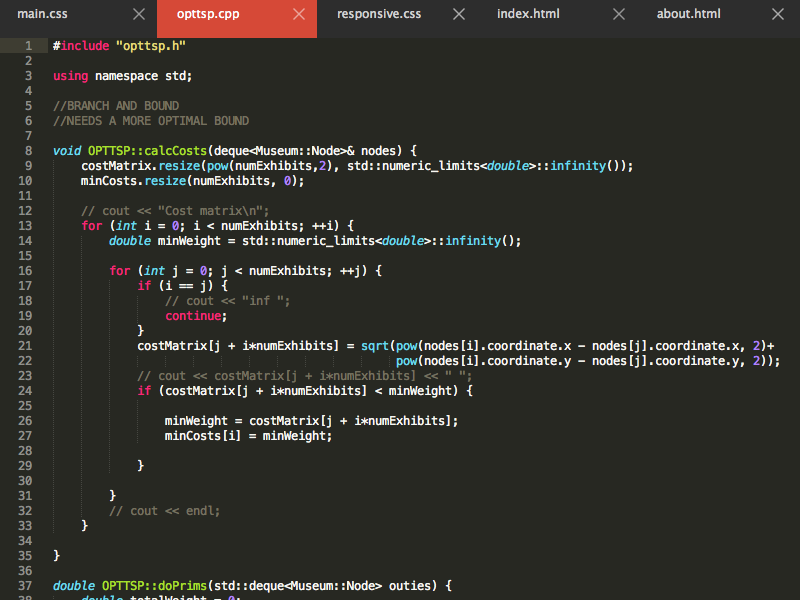 main.css opttsp.cpp responsive.css index.html about.html
1 #include "opttsp.h"
2
3 using namespace std;
4
5 //BRANCH AND BOUND
6 //NEEDS A MORE OPTIMAL BOUND
7
8 void OPTTSP::calcCosts(deque<Museum::Node>& nodes) {
9 costMatrix.resize(pow(numExhibits,2), std::numeric_limits<double>::infinity());
10 minCosts.resize(numExhibits, 0);
11
12 // cout << "Cost matrix\n";
13 for (int i = 0; i < numExhibits; ++i) {
14 double minWeight = std::numeric_limits<double>::infinity();
15
16 for (int j = 0; j < numExhibits; ++j) {
17 if (i == j) {
18 // cout << "inf ";
19 continue;
20 }
21 costMatrix[j + i*numExhibits] = sqrt(pow(nodes[i].coordinate.x - nodes[j].coordinate.x, 2)+
22 pow(nodes[i].coordinate.y - nodes[j].coordinate.y, 2));
23 // cout << costMatrix[j + i*numExhibits] << " ";
24 if (costMatrix[j + i*numExhibits] < minWeight) {
25
26 minWeight = costMatrix[j + i*numExhibits];
27 minCosts[i] = minWeight;
28
29 }
30
31 }
32 // cout << endl;
33 }
34
35 }
36
37 double OPTTSP::doPrims(std::deque<Museum::Node> outies) {
38 double totalWeight = 0;